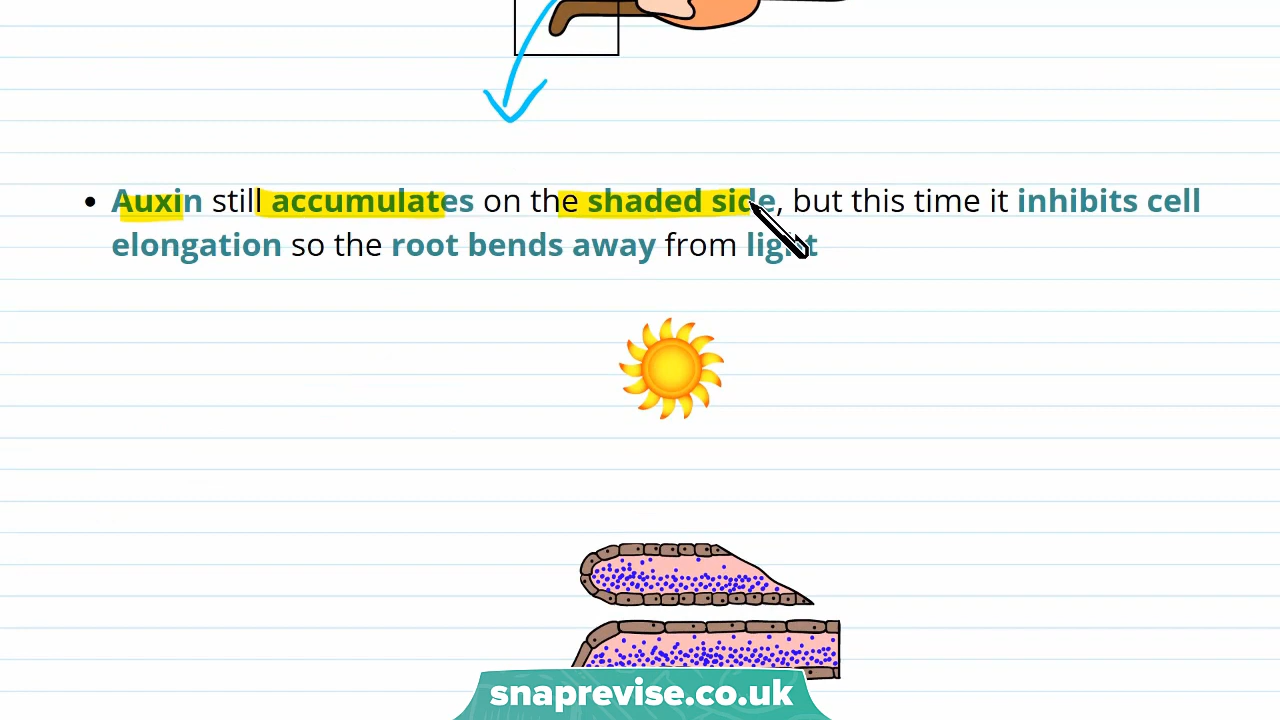 • Auxin still accumulates on the shaded side, but this time it inhibits cell
elongation so the root bends away from light
snaprevise.co.uk